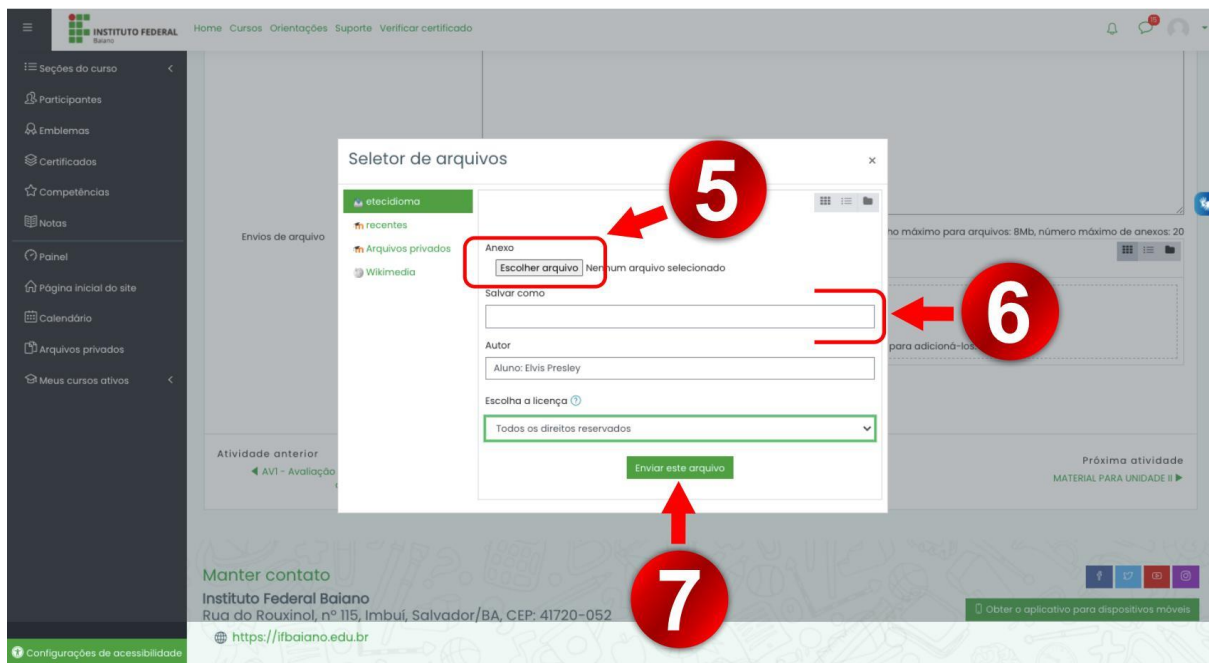 INSTITUTO FEDERAL
Baiano
Home Cursos Orientações Suporte Verificar certificado
15
Seções do curso
Participantes
Emblemas
Certificados
Competências
Notas
Painel
Página inicial do site
Calendário
Arquivos privados
Meus cursos ativos
Configurações de acessibilidade
Envios de arquivo
Seletor de arquivos
×
etecidioma
recentes
Arquivos privados
Wikimedia
5
Anexo
Escolher arquivo Nenhum arquivo selecionado
Salvar como
6
Autor
Aluno: Elvis Presley
Escolha a licença
Todos os direitos reservados
Enviar este arquivo
7
ho máximo para arquivos: 8Mb, número máximo de anexos: 20
para adicioná-los
Atividade anterior
◀ AV1 - Avaliação
Próxima atividade
MATERIAL PARA UNIDADE II ▶
Manter contato
Instituto Federal Baiano
Rua do Rouxinol, nº 115, Imbuí, Salvador/BA, CEP: 41720-052
https://ifbaiano.edu.br
Obter o aplicativo para dispositivos móveis